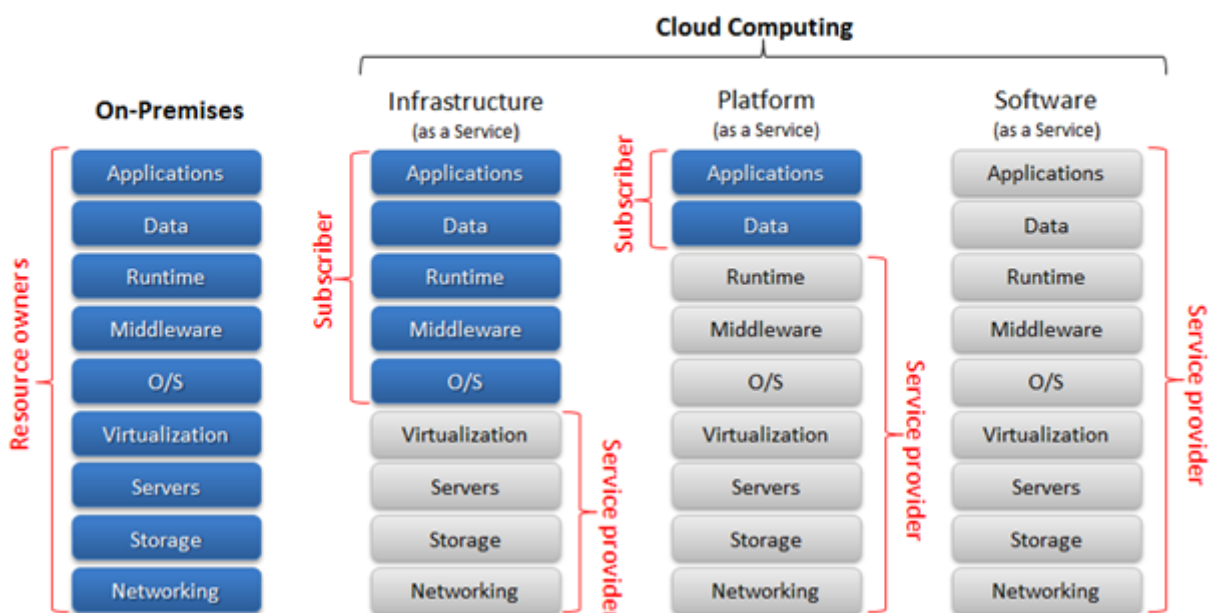 Cloud Computing
On-Premises
Infrastructure
(as a Service)
Platform
(as a Service)
Software
(as a Service)
Resource owners
Applications
Data
Runtime
Middleware
O/S
Virtualization
Servers
Storage
Networking
Subscriber
Applications
Data
Runtime
Middleware
O/S
Virtualization
Servers
Storage
Networking
Service provide
Subscriber
Applications
Data
Runtime
Middleware
O/S
Virtualization
Servers
Storage
Networking
Service provider
Applications
Data
Runtime
Middleware
O/S
Virtualization
Servers
Storage
Networking
Service provider